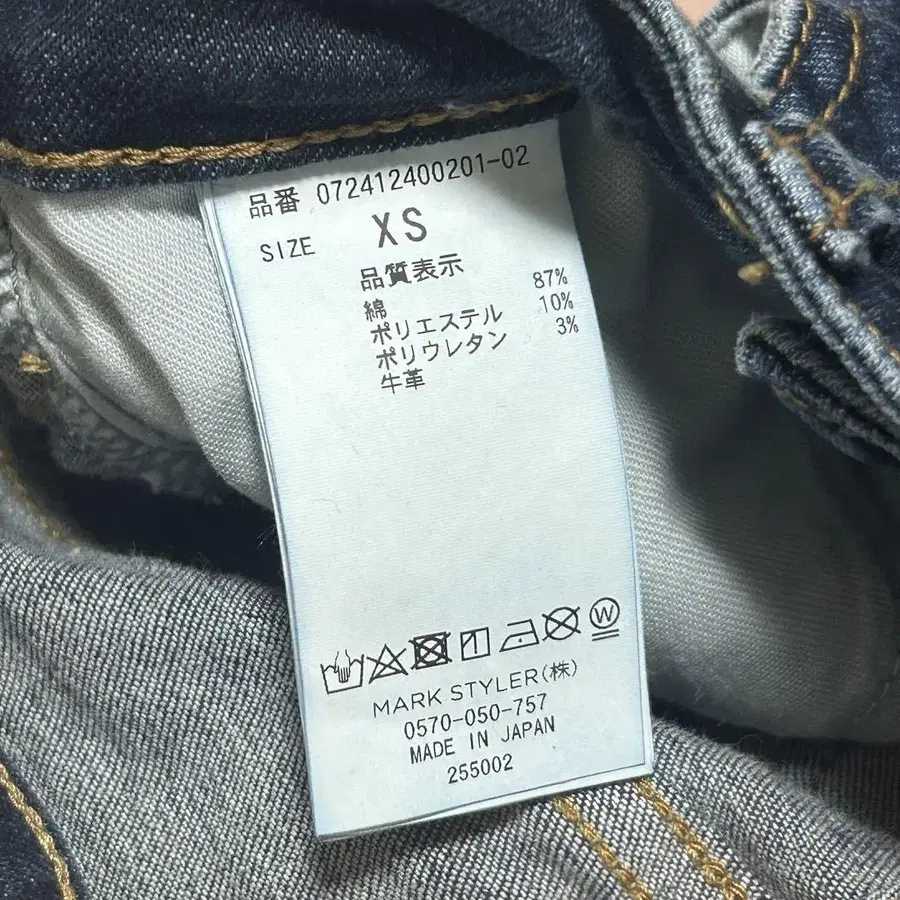 品番 072412400201-02
SIZE XS
品質表示
綿 87%
ポリエステル 10%
ポリウレタン 3%
牛革
W
MARK STYLER(株)
0570-050-757
MADE IN JAPAN
255002